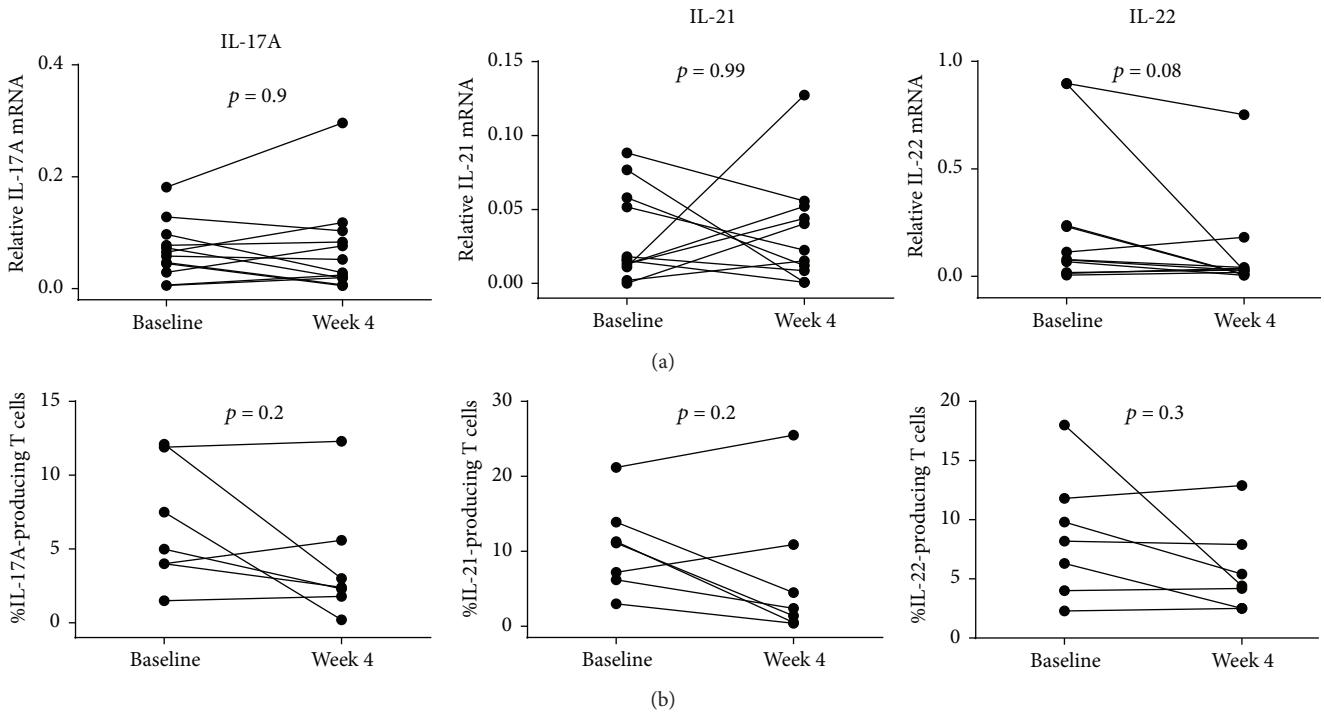 IL-17A
Relative IL-17A mRNA
0.4
0.2
0.0
p = 0.9
Baseline
Week 4
IL-21
Relative IL-21 mRNA
0.15
0.10
0.05
0.00
p = 0.99
Baseline
Week 4
IL-22
Relative IL-22 mRNA
1.0
0.5
0.0
p = 0.08
Baseline
Week 4
(a)
%IL-17A-producing T cells
15
10
5
0
p = 0.2
Baseline
Week 4
%IL-21-producing T cells
30
20
10
0
p = 0.2
Baseline
Week 4
%IL-22-producing T cells
20
15
10
5
0
p = 0.3
Baseline
Week 4
(b)